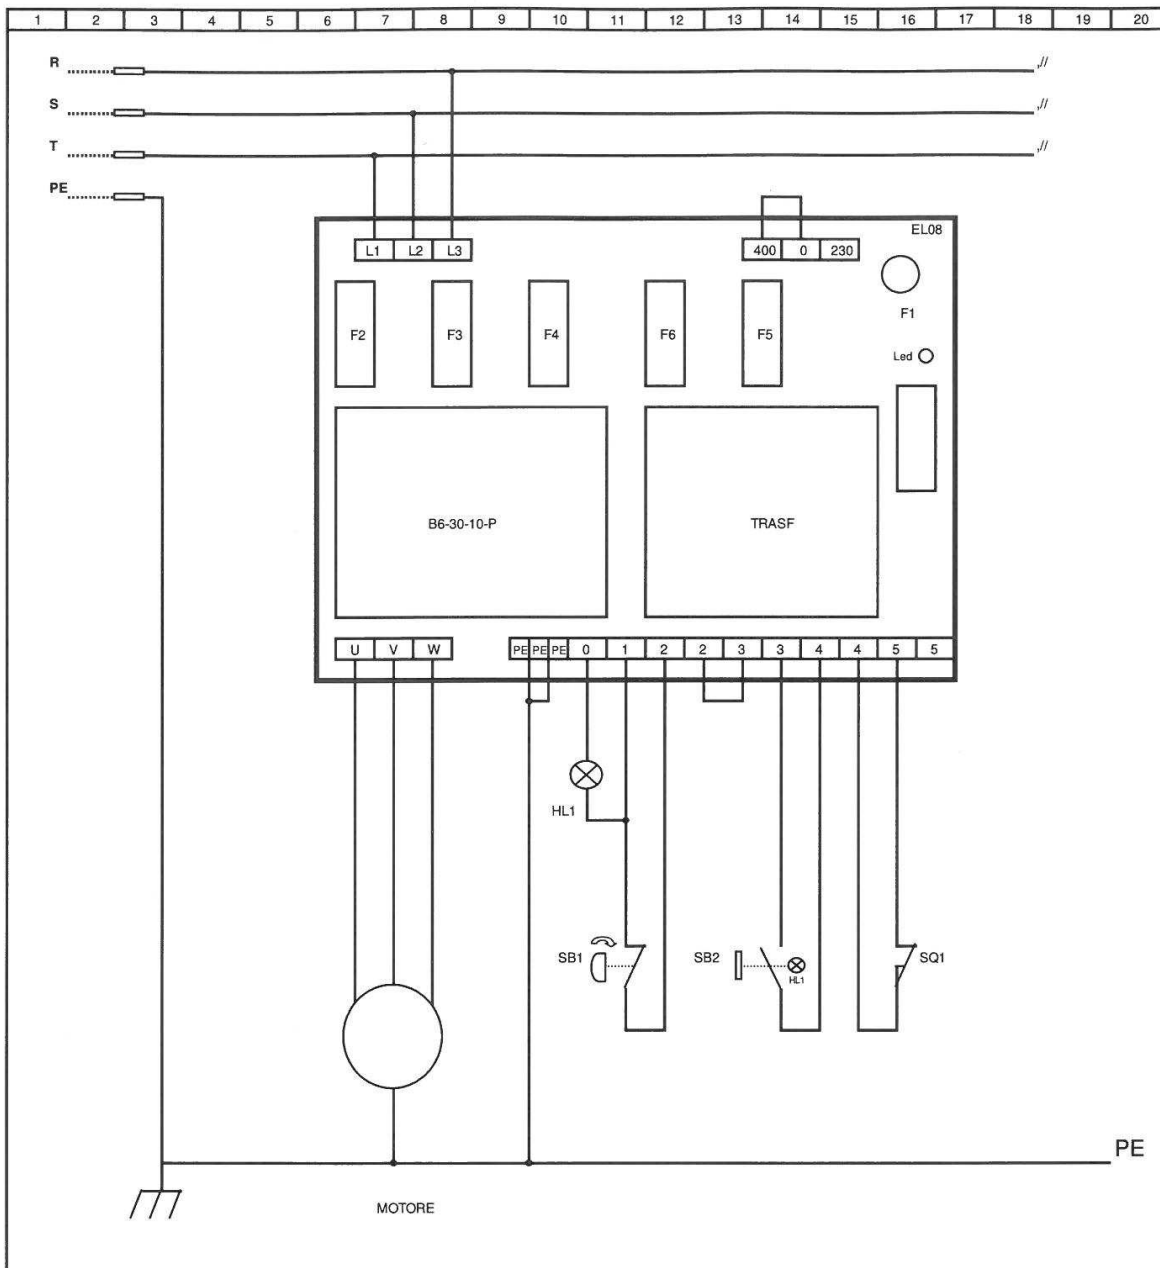 1 2 3 4 5 6 7 8 9 10 11 12 13 14 15 16 17 18 19 20
R ,//
S ,//
T ,//
PE
EL08
L1 L2 L3 400 0 230
F1
F2 F3 F4 F6 F5
Led
B6-30-10-P TRASF
U V W PE PE PE 0 1 2 2 3 3 4 4 5 5
HL1
SB1 SB2 SQ1
HL1
PE
MOTORE